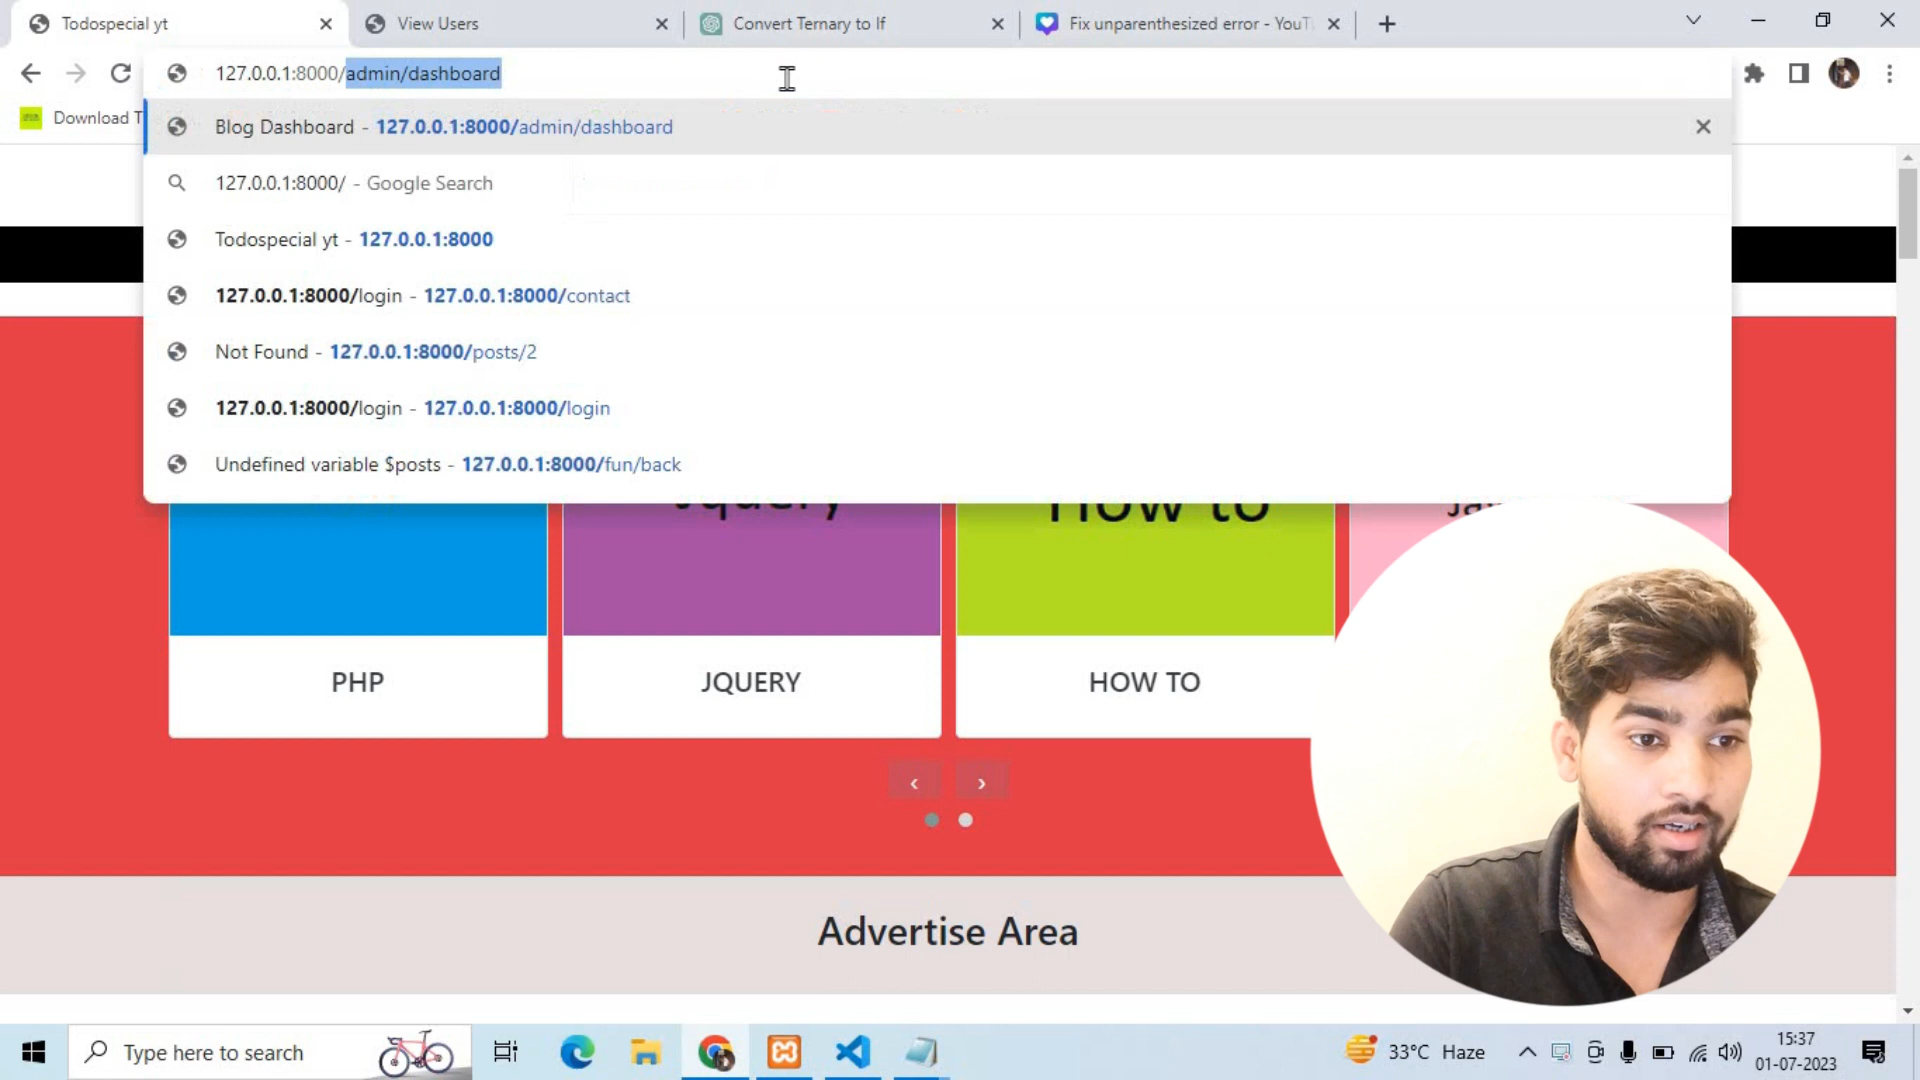 Todospecial yt
View Users
Convert Ternary to If
Fix unparenthesized error - YouT
127.0.0.1:8000/admin/dashboard
Download T
Blog Dashboard - 127.0.0.1:8000/admin/dashboard
127.0.0.1:8000/ - Google Search
Todospecial yt - 127.0.0.1:8000
127.0.0.1:8000/login - 127.0.0.1:8000/contact
Not Found - 127.0.0.1:8000/posts/2
127.0.0.1:8000/login - 127.0.0.1:8000/login
Undefined variable $posts - 127.0.0.1:8000/fun/back
Jquery
How to
PHP
JQUERY
HOW TO
Advertise Area
Type here to search
33°C Haze
15:37
01-07-2023